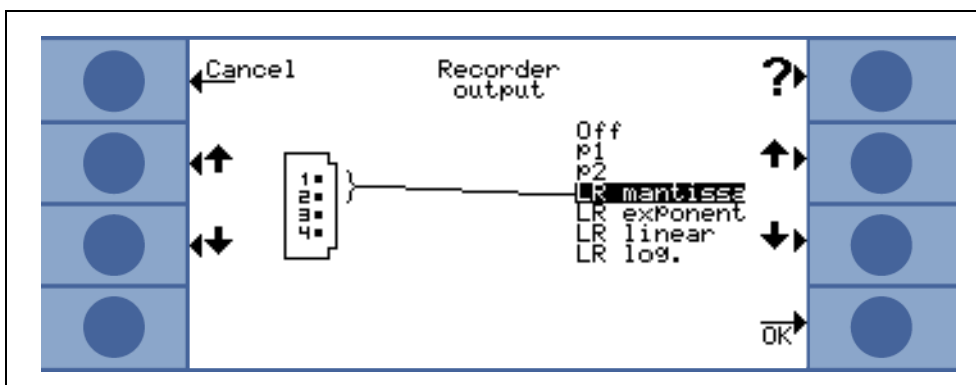 Cancel
Recorder
output
?
Off
p1
p2
LR mantissa
LR exponent
LR linear
LR log.
1
2
3
4
OK